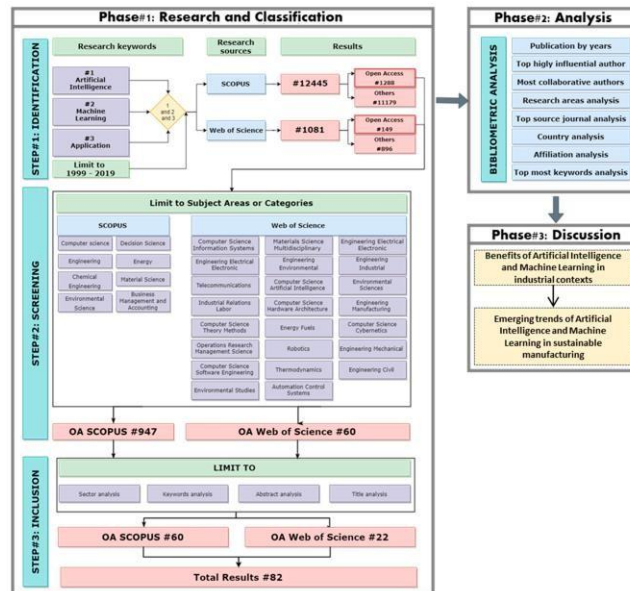 Phase#1: Research and Classification
STEP#1: IDENTIFICATION
Research keywords
Research
sources
Results
#1
Artificial
Intelligence
#2
Machine
Learning
#3
Application
Limit to
1999 - 2019
1
and 2
and 3
SCOPUS
Web of Science
#12445
#1081
Open Access
#1288
Others
#11179
Open Access
#149
Others
#896
STEP#2: SCREENING
Limit to Subject Areas or Categories
SCOPUS
Computer science
Decision Science
Engineering
Energy
Chemical
Engineering
Material Science
Environmental
Science
Business
Management and
Accounting
Web of Science
Computer Science
Information Systems
Materials Science
Multidisciplinary
Engineering Electrical
Electronic
Engineering Electrical
Electronic
Engineering
Environmental
Engineering
Industrial
Telecommunications
Computer Science
Artificial Intelligence
Environmental
Sciences
Industrial Relations
Labor
Computer Science
Hardware Architecture
Engineering
Manufacturing
Computer Science
Theory Methods
Energy Fuels
Computer Science
Cybernetics
Operations Research
Management Science
Robotics
Engineering Mechanical
Computer Science
Software Engineering
Thermodynamics
Engineering Civil
Environmental Studies
Automation Control
Systems
OA SCOPUS #947
OA Web of Science #60
STEP#3: INCLUSION
LIMIT TO
Sector analysis
Keywords analysis
Abstract analysis
Title analysis
OA SCOPUS #60
OA Web of Science #22
Total Results #82
Phase#2: Analysis
BIBLIOMETRIC ANALYSIS
Publication by years
Top higly influential author
Most collaborative authors
Research areas analysis
Top source journal analysis
Country analysis
Affiliation analysis
Top most keywords analysis
Phase#3: Discussion
Benefits of Artificial Intelligence
and Machine Learning in
industrial contexts
Emerging trends of Artificial
Intelligence and Machine
Learning in sustainable
manufacturing